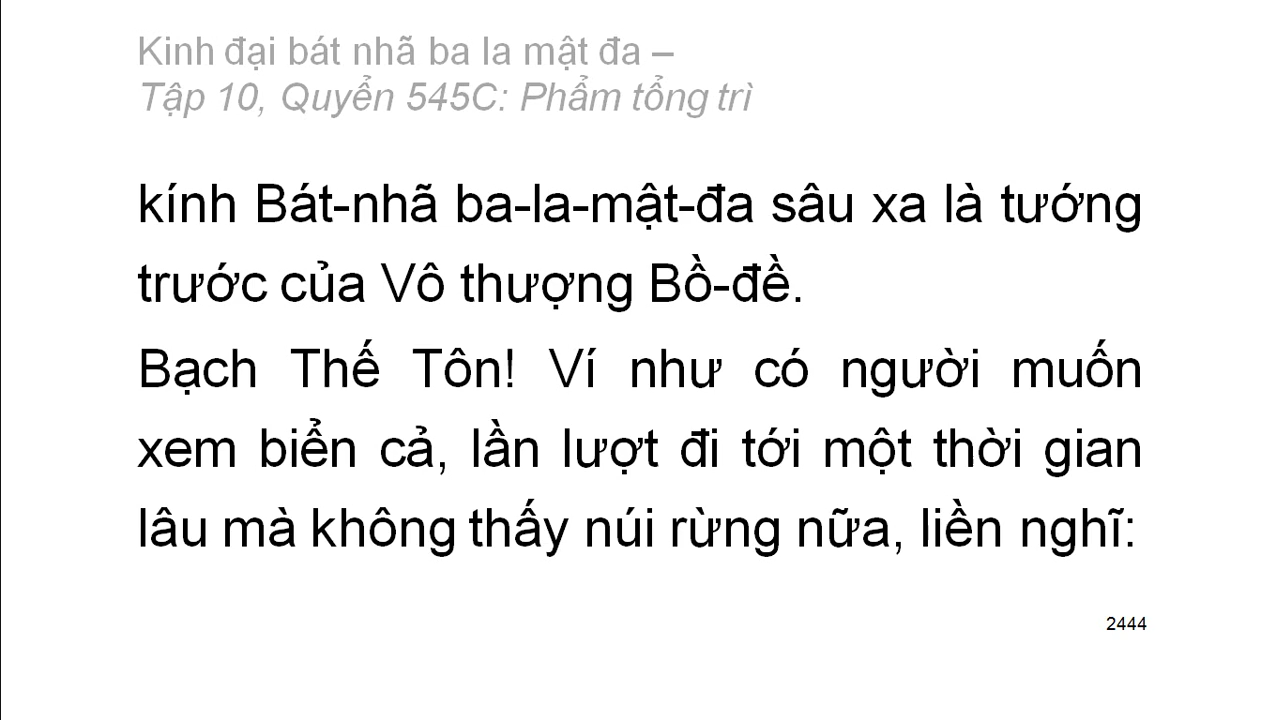 Kinh đại bát nhã ba la mật đa –
Tập 10, Quyển 545C: Phẩm tổng trì
kính Bát-nhã ba-la-mật-đa sâu xa là tướng
trước của Vô thượng Bồ-đề.
Bạch Thế Tôn! Ví như có người muốn
xem biển cả, lần lượt đi tới một thời gian
lâu mà không thấy núi rừng nữa, liền nghĩ:
2444